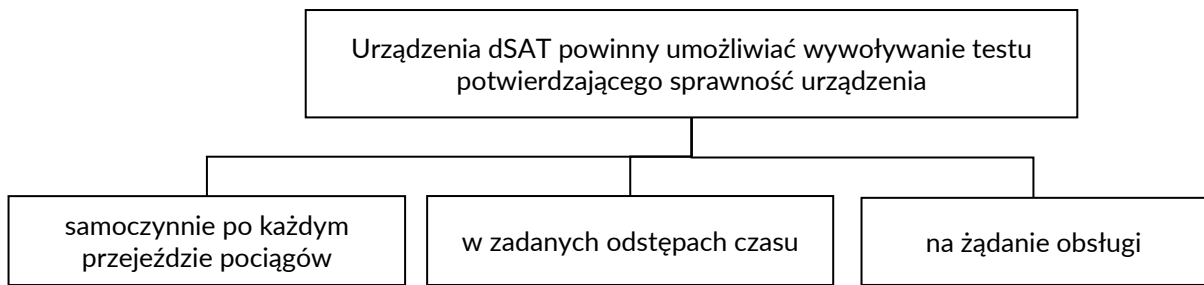 Urządzenia dSAT powinny umożliwiać wywoływanie testu
potwierdzającego sprawność urządzenia
samoczynnie po każdym
przejeździe pociągów
w zadanych odstępach czasu
na żądanie obsługi